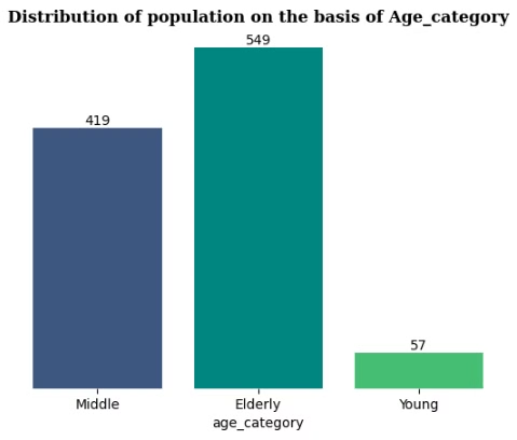 Distribution of population on the basis of Age_category
549
419
57
Middle Elderly Young
age_category